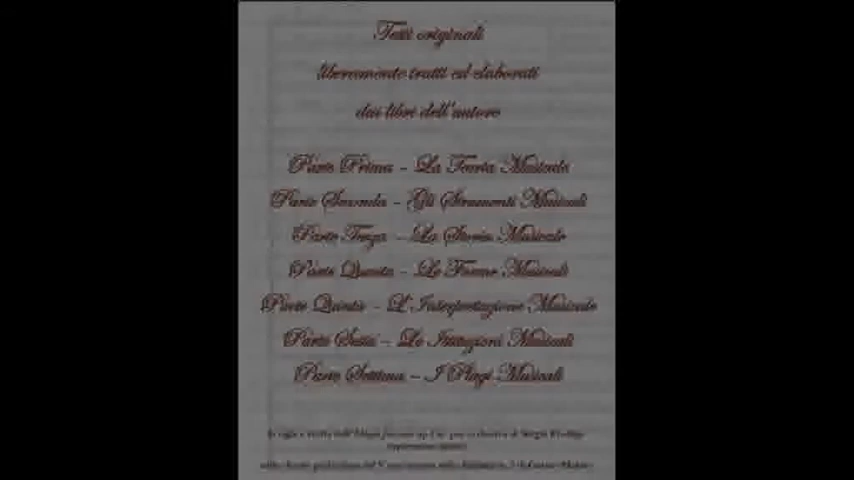 Testi originali
liberamente tratti ed elaborati
dai libri dell'autore
Parte Prima - La Teoria Musicale
Parte Seconda - Gli Strumenti Musicali
Parte Terza - La Storia Musicale
Parte Quarta - Le Forme Musicali
Parte Quinta - L'Interpretazione Musicale
Parte Sesta - Le Istituzioni Musicali
Parte Settima - I Plagi Musicali